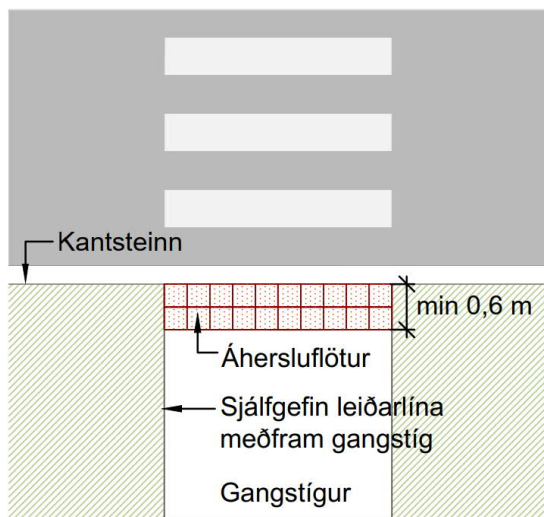 Kantsteinn
min 0,6 m
Áhersluflötur
Sjálfgefin leiðarlína
meðfram gangstíg
Gangstígur